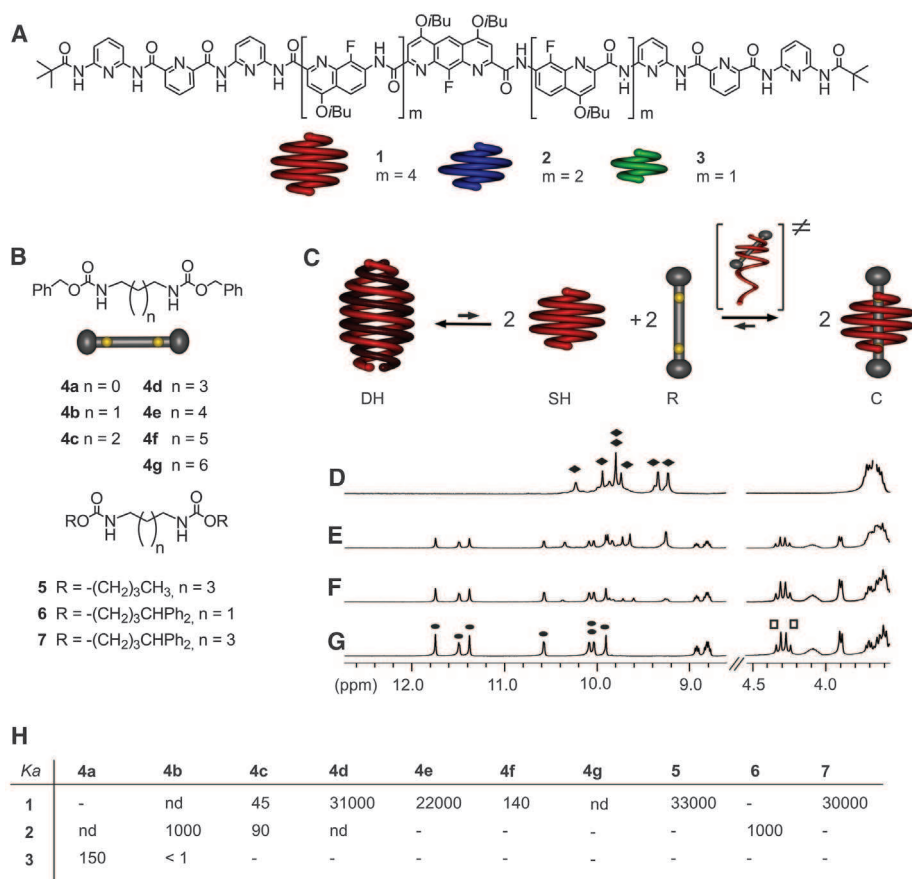 A
OiBu OiBu
O N O O N O F H O N N O H F O N O O N O
N H N H N H N H N N H F N N H N H N H N H
OiBu m OiBu m
1 2 3
m = 4 m = 2 m = 1
B
PhONH O n HN O OPh
4a n = 0 4d n = 3
4b n = 1 4e n = 4
4c n = 2 4f n = 5
4g n = 6
RO O N H n H N O OR
5 R = -(CH2)3CH3, n = 3
6 R = -(CH2)3CHPh2, n = 1
7 R = -(CH2)3CHPh2, n = 3
C
≠
2 +2 2
DH SH R C
D
E
F
G
(ppm) 12.0 11.0 10.0 9.0 4.5 4.0
H
Ka 4a 4b 4c 4d 4e 4f 4g 5 6 7
1 - nd 45 31000 22000 140 nd 33000 - 30000
2 nd 1000 90 nd - - - - 1000 -
3 150 < 1 - - - - - - - -